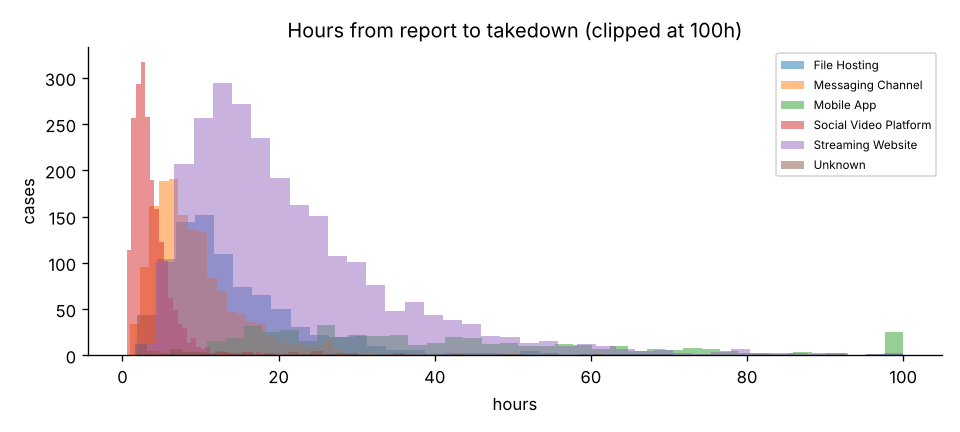 Hours from report to takedown (clipped at 100h)
File Hosting
Messaging Channel
Mobile App
Social Video Platform
Streaming Website
Unknown
cases
300
250
200
150
100
50
0
0 20 40 60 80 100
hours